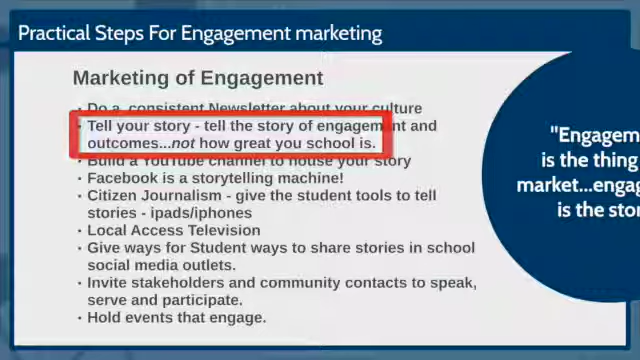 Practical Steps For Engagement marketing
Marketing of Engagement
• Do a consistent Newsletter about your culture
• Tell your story - tell the story of engagement and
outcomes...not how great you school is.
• Build a YouTube channel to house your story
• Facebook is a storytelling machine!
• Citizen Journalism - give the student tools to tell
stories - ipads/iphones
• Local Access Television
• Give ways for Student ways to share stories in school
social media outlets.
• Invite stakeholders and community contacts to speak,
serve and participate.
• Hold events that engage.
"Engagem
is the thing
market...engag
is the stor